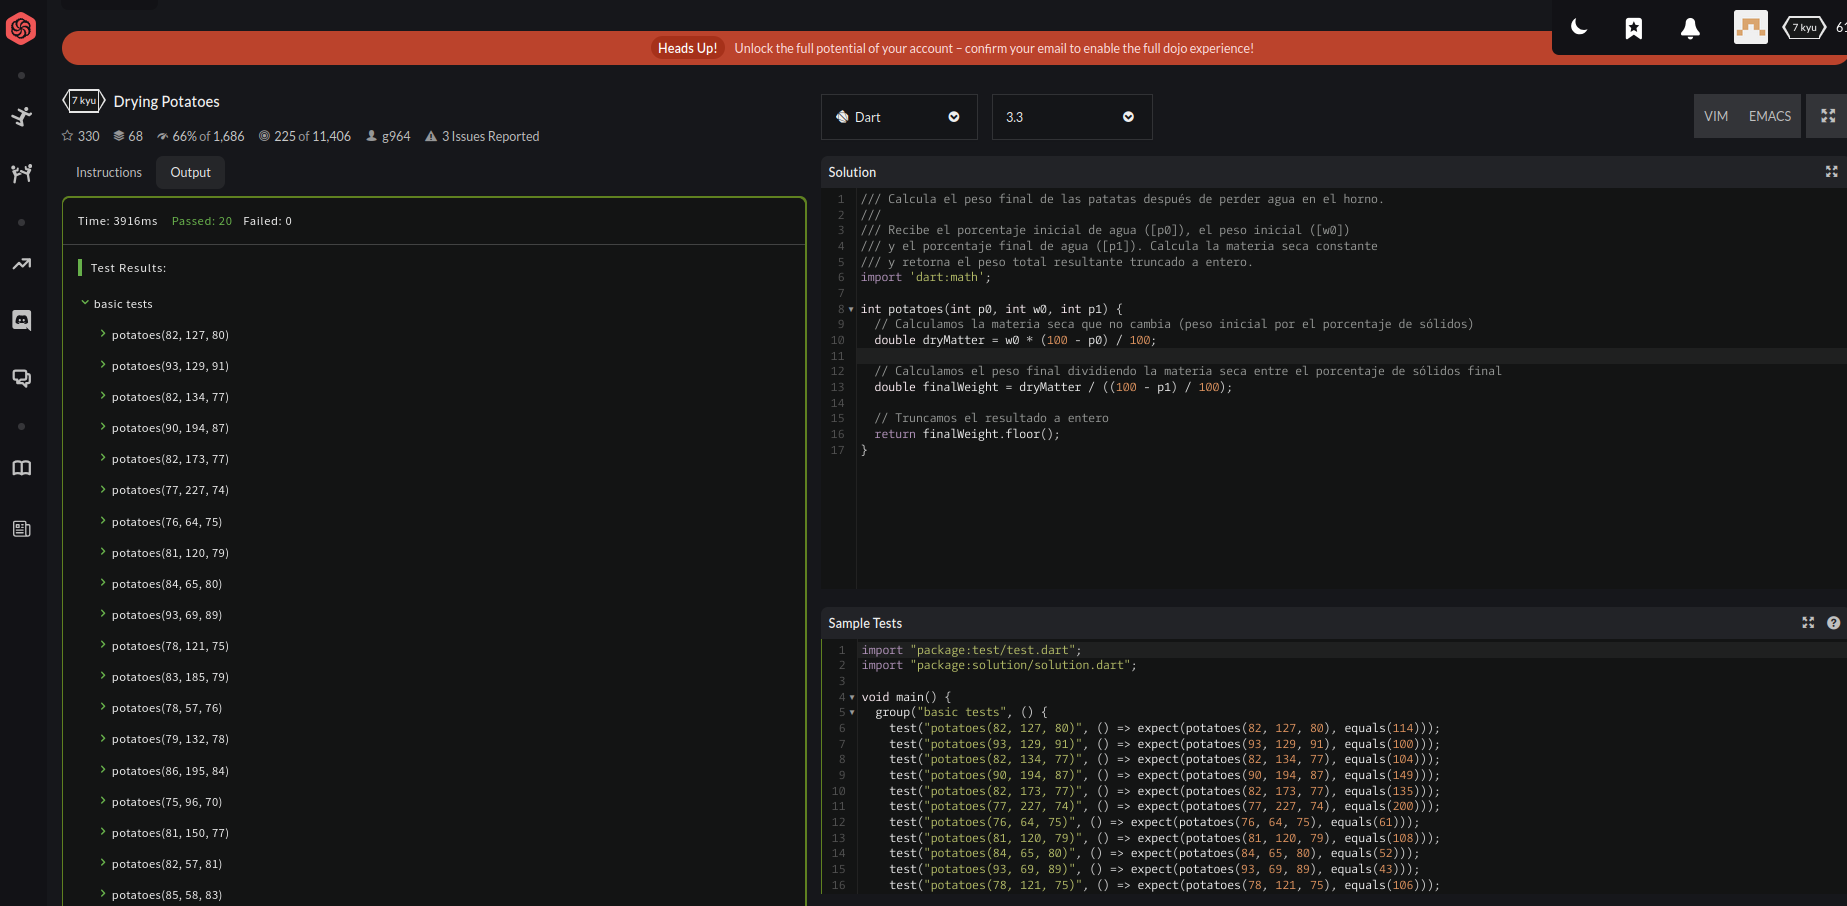 Heads Up! Unlock the full potential of your account – confirm your email to enable the full dojo experience!
7 kyu
7 kyu Drying Potatoes
330 68 66% of 1,686 225 of 11,406 g964 3 Issues Reported
Instructions Output
Time: 3916ms Passed: 20 Failed: 0
Test Results:
basic tests
potatoes(82, 127, 80)
potatoes(93, 129, 91)
potatoes(82, 134, 77)
potatoes(90, 194, 87)
potatoes(82, 173, 77)
potatoes(77, 227, 74)
potatoes(76, 64, 75)
potatoes(81, 120, 79)
potatoes(84, 65, 80)
potatoes(93, 69, 89)
potatoes(78, 121, 75)
potatoes(83, 185, 79)
potatoes(78, 57, 76)
potatoes(79, 132, 78)
potatoes(86, 195, 84)
potatoes(75, 96, 70)
potatoes(81, 150, 77)
potatoes(82, 57, 81)
potatoes(85, 58, 83)
Dart 3.3 VIM EMACS
Solution
1 /// Calcula el peso final de las patatas después de perder agua en el horno.
2 ///
3 /// Recibe el porcentaje inicial de agua ([p0]), el peso inicial ([w0])
4 /// y el porcentaje final de agua ([p1]). Calcula la materia seca constante
5 /// y retorna el peso total resultante truncado a entero.
6 import 'dart:math';
7
8 int potatoes(int p0, int w0, int p1) {
9 // Calculamos la materia seca que no cambia (peso inicial por el porcentaje de sólidos)
10 double dryMatter = w0 * (100 - p0) / 100;
11
12 // Calculamos el peso final dividiendo la materia seca entre el porcentaje de sólidos final
13 double finalWeight = dryMatter / ((100 - p1) / 100);
14
15 // Truncamos el resultado a entero
16 return finalWeight.floor();
17 }
Sample Tests
1 import "package:test/test.dart";
2 import "package:solution/solution.dart";
3
4 void main() {
5 group("basic tests", () {
6 test("potatoes(82, 127, 80)", () => expect(potatoes(82, 127, 80), equals(114)));
7 test("potatoes(93, 129, 91)", () => expect(potatoes(93, 129, 91), equals(100)));
8 test("potatoes(82, 134, 77)", () => expect(potatoes(82, 134, 77), equals(104)));
9 test("potatoes(90, 194, 87)", () => expect(potatoes(90, 194, 87), equals(149)));
10 test("potatoes(82, 173, 77)", () => expect(potatoes(82, 173, 77), equals(135)));
11 test("potatoes(77, 227, 74)", () => expect(potatoes(77, 227, 74), equals(200)));
12 test("potatoes(76, 64, 75)", () => expect(potatoes(76, 64, 75), equals(61)));
13 test("potatoes(81, 120, 79)", () => expect(potatoes(81, 120, 79), equals(108)));
14 test("potatoes(84, 65, 80)", () => expect(potatoes(84, 65, 80), equals(52)));
15 test("potatoes(93, 69, 89)", () => expect(potatoes(93, 69, 89), equals(43)));
16 test("potatoes(78, 121, 75)", () => expect(potatoes(78, 121, 75), equals(106)));